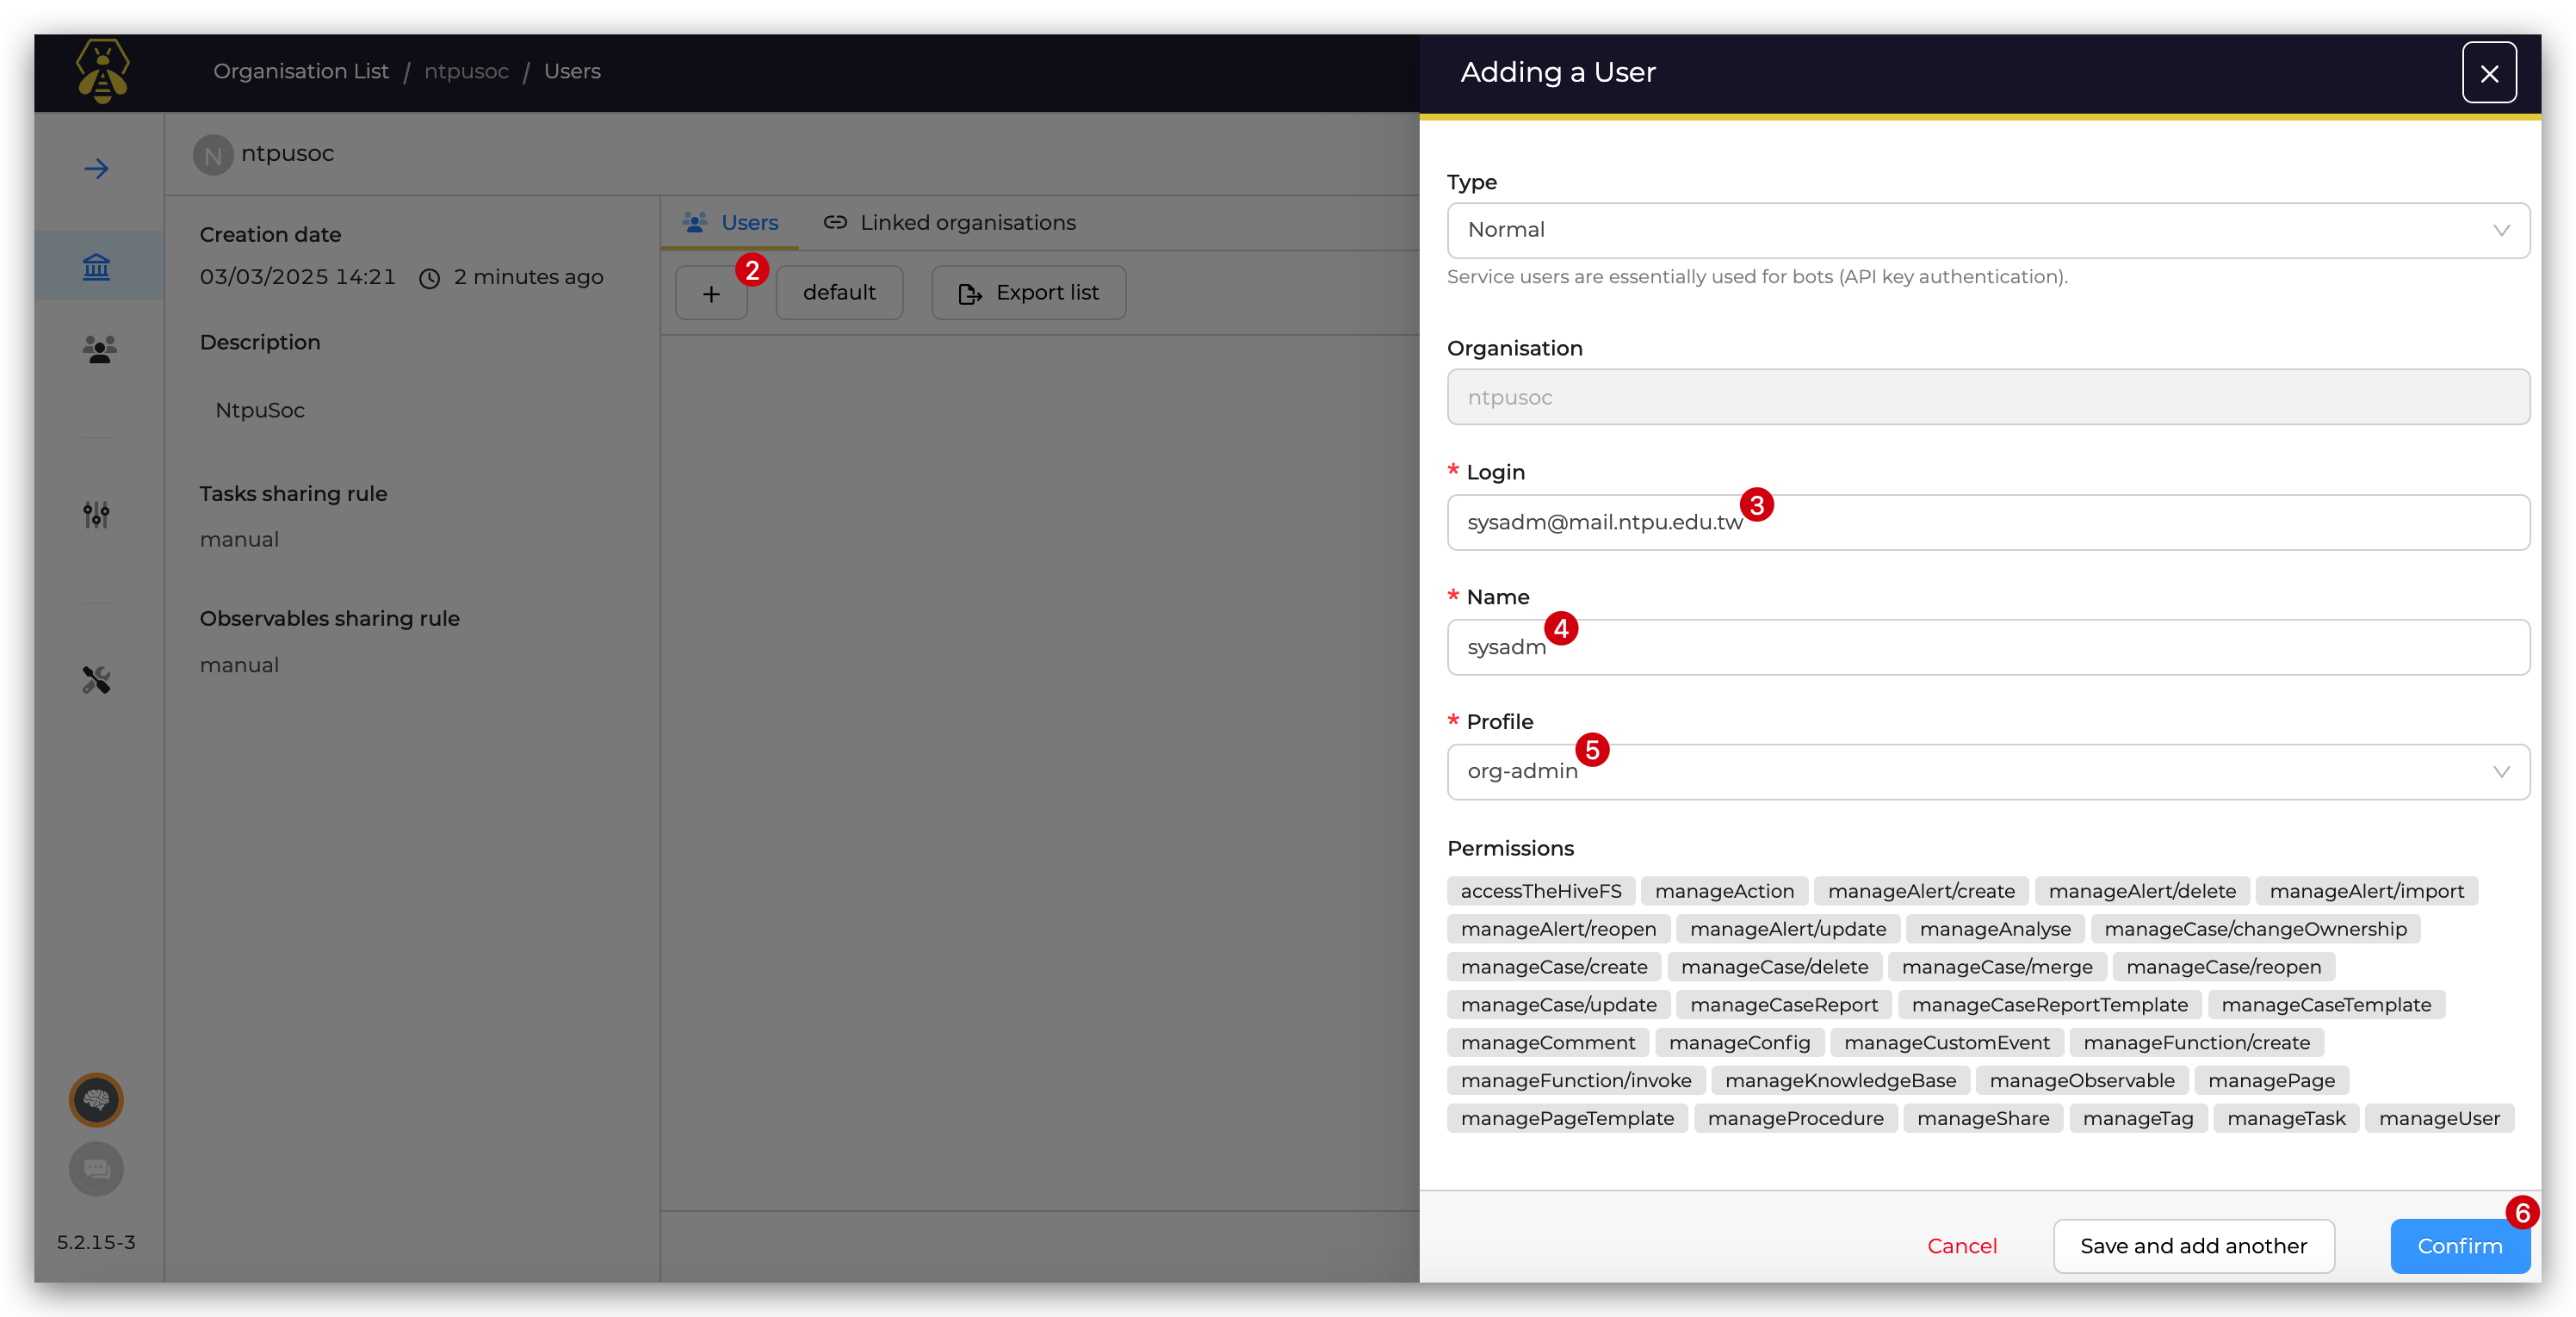 Organisation List / ntpusoc / Users
Adding a User
N ntpusoc
Creation date
03/03/2025 14:21 2 minutes ago
Description
NtpuSoc
Tasks sharing rule
manual
Observables sharing rule
manual
5.2.15-3
Users Linked organisations
2
+ default Export list
Type
Normal
Service users are essentially used for bots (API key authentication).
Organisation
ntpusoc
* Login
sysadm@mail.ntpu.edu.tw 3
* Name
sysadm 4
* Profile
org-admin 5
Permissions
accessTheHiveFS manageAction manageAlert/create manageAlert/delete manageAlert/import
manageAlert/reopen manageAlert/update manageAnalyse manageCase/changeOwnership
manageCase/create manageCase/delete manageCase/merge manageCase/reopen
manageCase/update manageCaseReport manageCaseReportTemplate manageCaseTemplate
manageComment manageConfig manageCustomEvent manageFunction/create
manageFunction/invoke manageKnowledgeBase manageObservable managePage
managePageTemplate manageProcedure manageShare manageTag manageTask manageUser
6
Cancel Save and add another Confirm